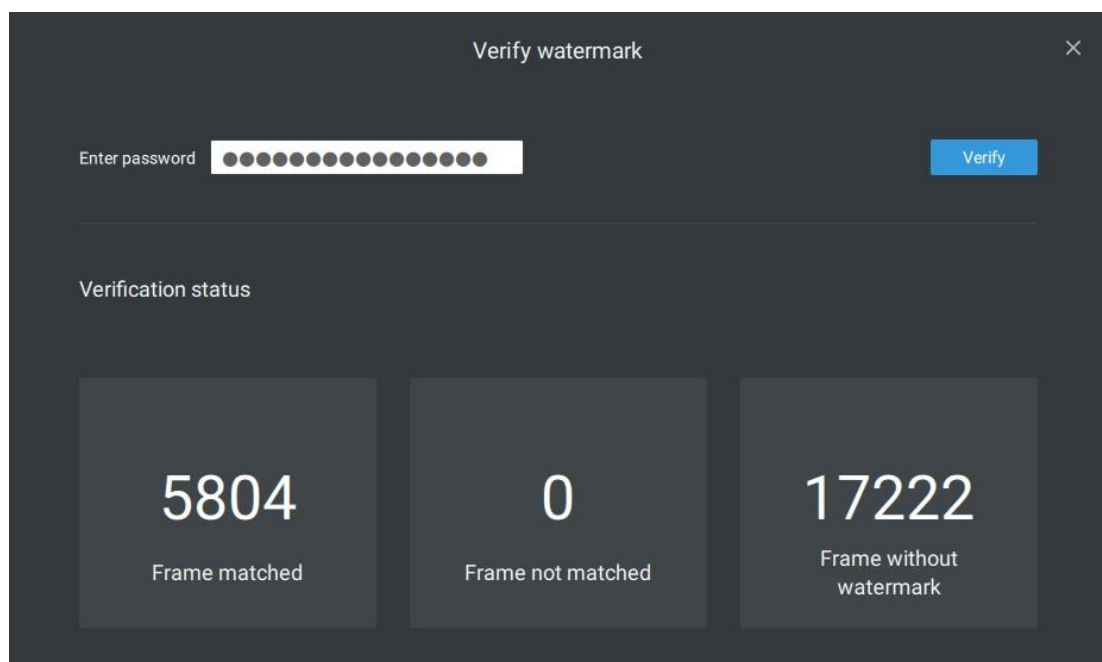 Verify watermark
Enter password
Verify
Verification status
5804
Frame matched
0
Frame not matched
17222
Frame without
watermark